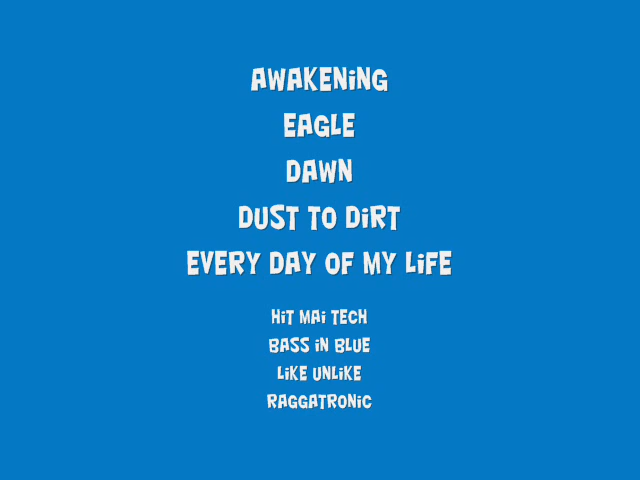 AWAKENiNG
EAGLE
DAWN
DUST TO DiRT
EVERY DAY OF MY LiFE
HiT MAi TECH
BASS iN BLUE
LiKE UNLiKE
RAGGATRONiC